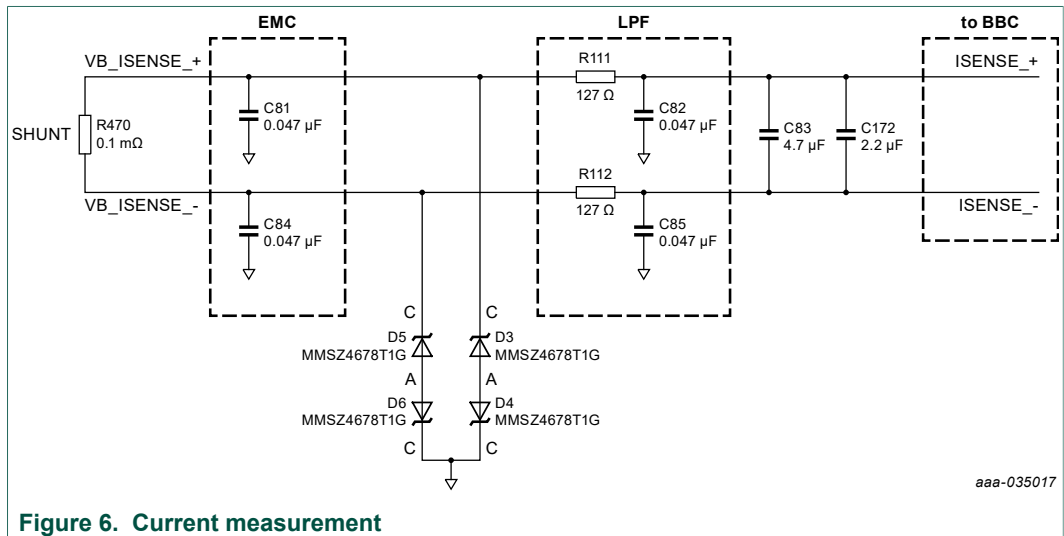 EMC
LPF
to BBC
VB_ISENSE_+
R111
127 Ω
ISENSE_+
C81
0.047 µF
C82
0.047 µF
SHUNT
R470
0.1 mΩ
C83
4.7 µF
C172
2.2 µF
R112
127 Ω
VB_ISENSE_-
ISENSE_-
C84
0.047 µF
C85
0.047 µF
C
C
D5
MMSZ4678T1G
D3
MMSZ4678T1G
A
A
D6
MMSZ4678T1G
D4
MMSZ4678T1G
C
C
aaa-035017
Figure 6. Current measurement